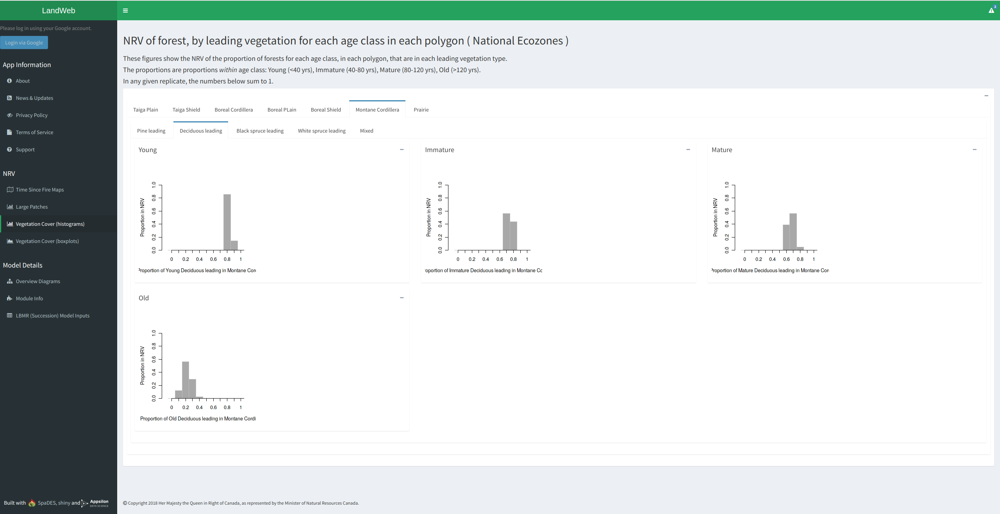 LandWeb
2
Please log in using your Google account.
Login via Google
App Information
About
News & Updates
Privacy Policy
Terms of Service
Support
NRV
Time Since Fire Maps
Large Patches
Vegetation Cover (histograms)
Vegetation Cover (boxplots)
Model Details
Overview Diagrams
Module Info
LBMR (Succession) Model Inputs
Built with SpaDES, shiny and Appsilon
DATA SCIENCE
NRV of forest, by leading vegetation for each age class in each polygon ( National Ecozones )
These figures show the NRV of the proportion of forests for each age class, in each polygon, that are in each leading vegetation type.
The proportions are proportions within age class: Young (<40 yrs), Immature (40-80 yrs), Mature (80-120 yrs), Old (>120 yrs).
In any given replicate, the numbers below sum to 1.
Taiga Plain Taiga Shield Boreal Cordillera Boreal PLain Boreal Shield Montane Cordillera Prairie
Pine leading Deciduous leading Black spruce leading White spruce leading Mixed
Young
Proportion in NRV
0.0 0.2 0.4 0.6 0.8 1.0
0 0.2 0.4 0.6 0.8 1
Proportion of Young Deciduous leading in Montane Cord
Immature
Proportion in NRV
0.0 0.2 0.4 0.6 0.8 1.0
0 0.2 0.4 0.6 0.8 1
roportion of Immature Deciduous leading in Montane Co
Mature
Proportion in NRV
0.0 0.2 0.4 0.6 0.8 1.0
0 0.2 0.4 0.6 0.8 1
Proportion of Mature Deciduous leading in Montane Cor
Old
Proportion in NRV
0.0 0.2 0.4 0.6 0.8 1.0
0 0.2 0.4 0.6 0.8 1
Proportion of Old Deciduous leading in Montane Cordi
© Copyright 2018 Her Majesty the Queen in Right of Canada, as represented by the Minister of Natural Resources Canada.